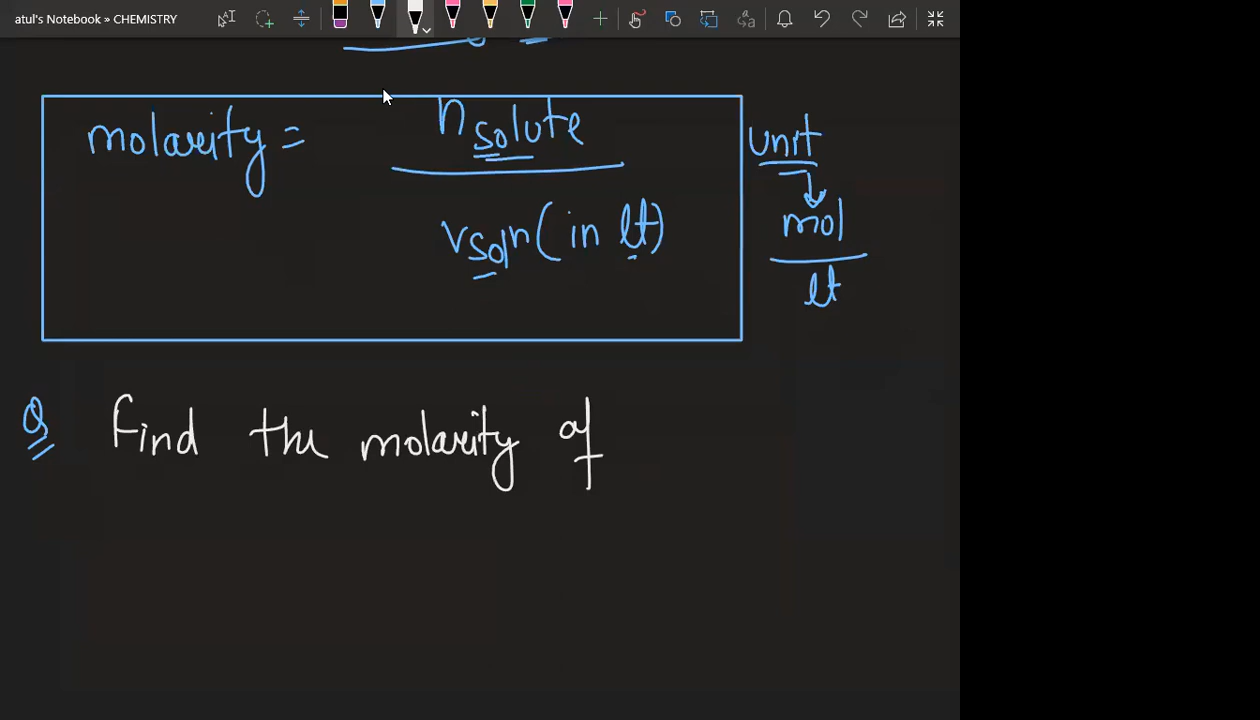 atul's Notebook » CHEMISTRY
molarity = n solute
v soln (in lt)
unit
mol
lt
Q Find the molarity of